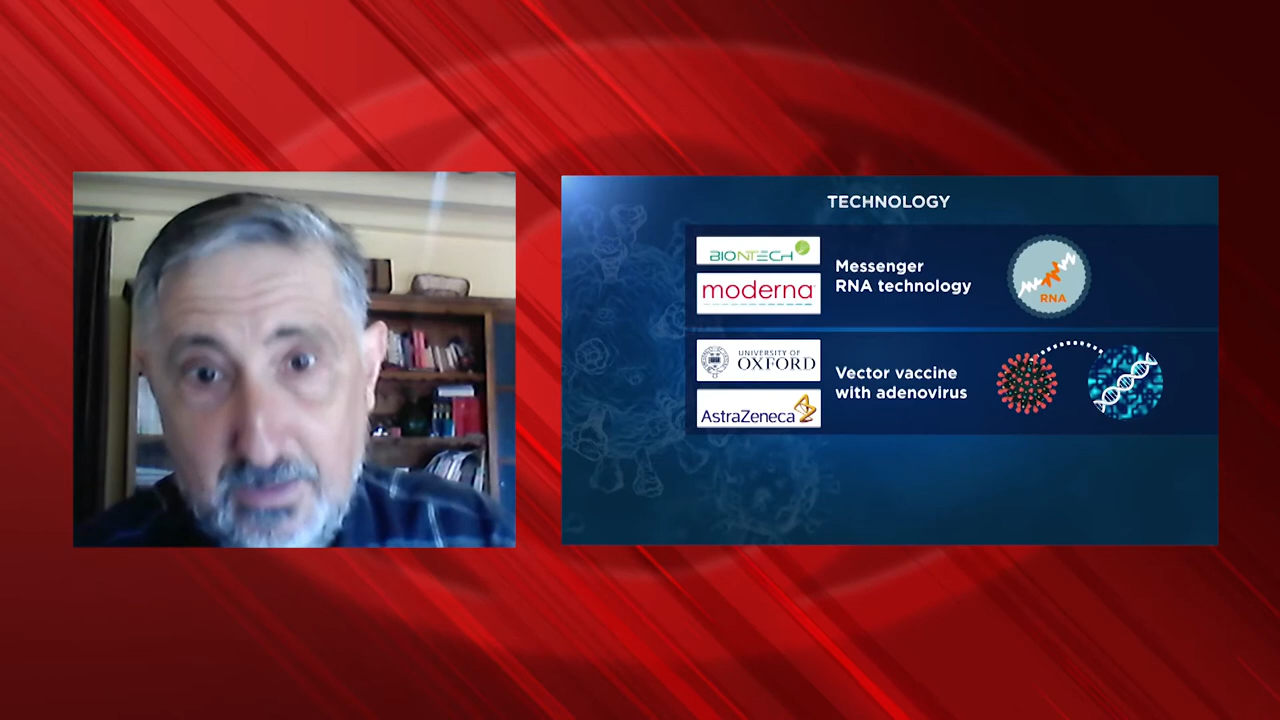 TECHNOLOGY
BIONTECH
moderna
Messenger
RNA technology
RNA
UNIVERSITY OF
OXFORD
AstraZeneca
Vector vaccine
with adenovirus